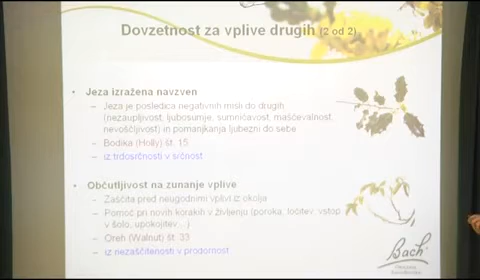 Dovzetnost za vplive drugih (2 od 2)
• Jeza izražena navzven
– Jeza je posledica negativnih misli do drugih
(nezaupljivost, ljubosumje, sumničavost, maščevalnost,
nevoščljivost) in pomanjkanja ljubezni do sebe
– Bodika (Holly) št. 15
– iz trdosrčnosti v srčnost
• Občutljivost na zunanje vplive
– Zaščita pred neugodnimi vplivi iz okolja
– Pomoč pri novih korakih v življenju (poroka, ločitev, vstop
v šolo, upokojitev…)
– Oreh (Walnut) št. 33
– iz nezaščitenosti v prodornost
Bach